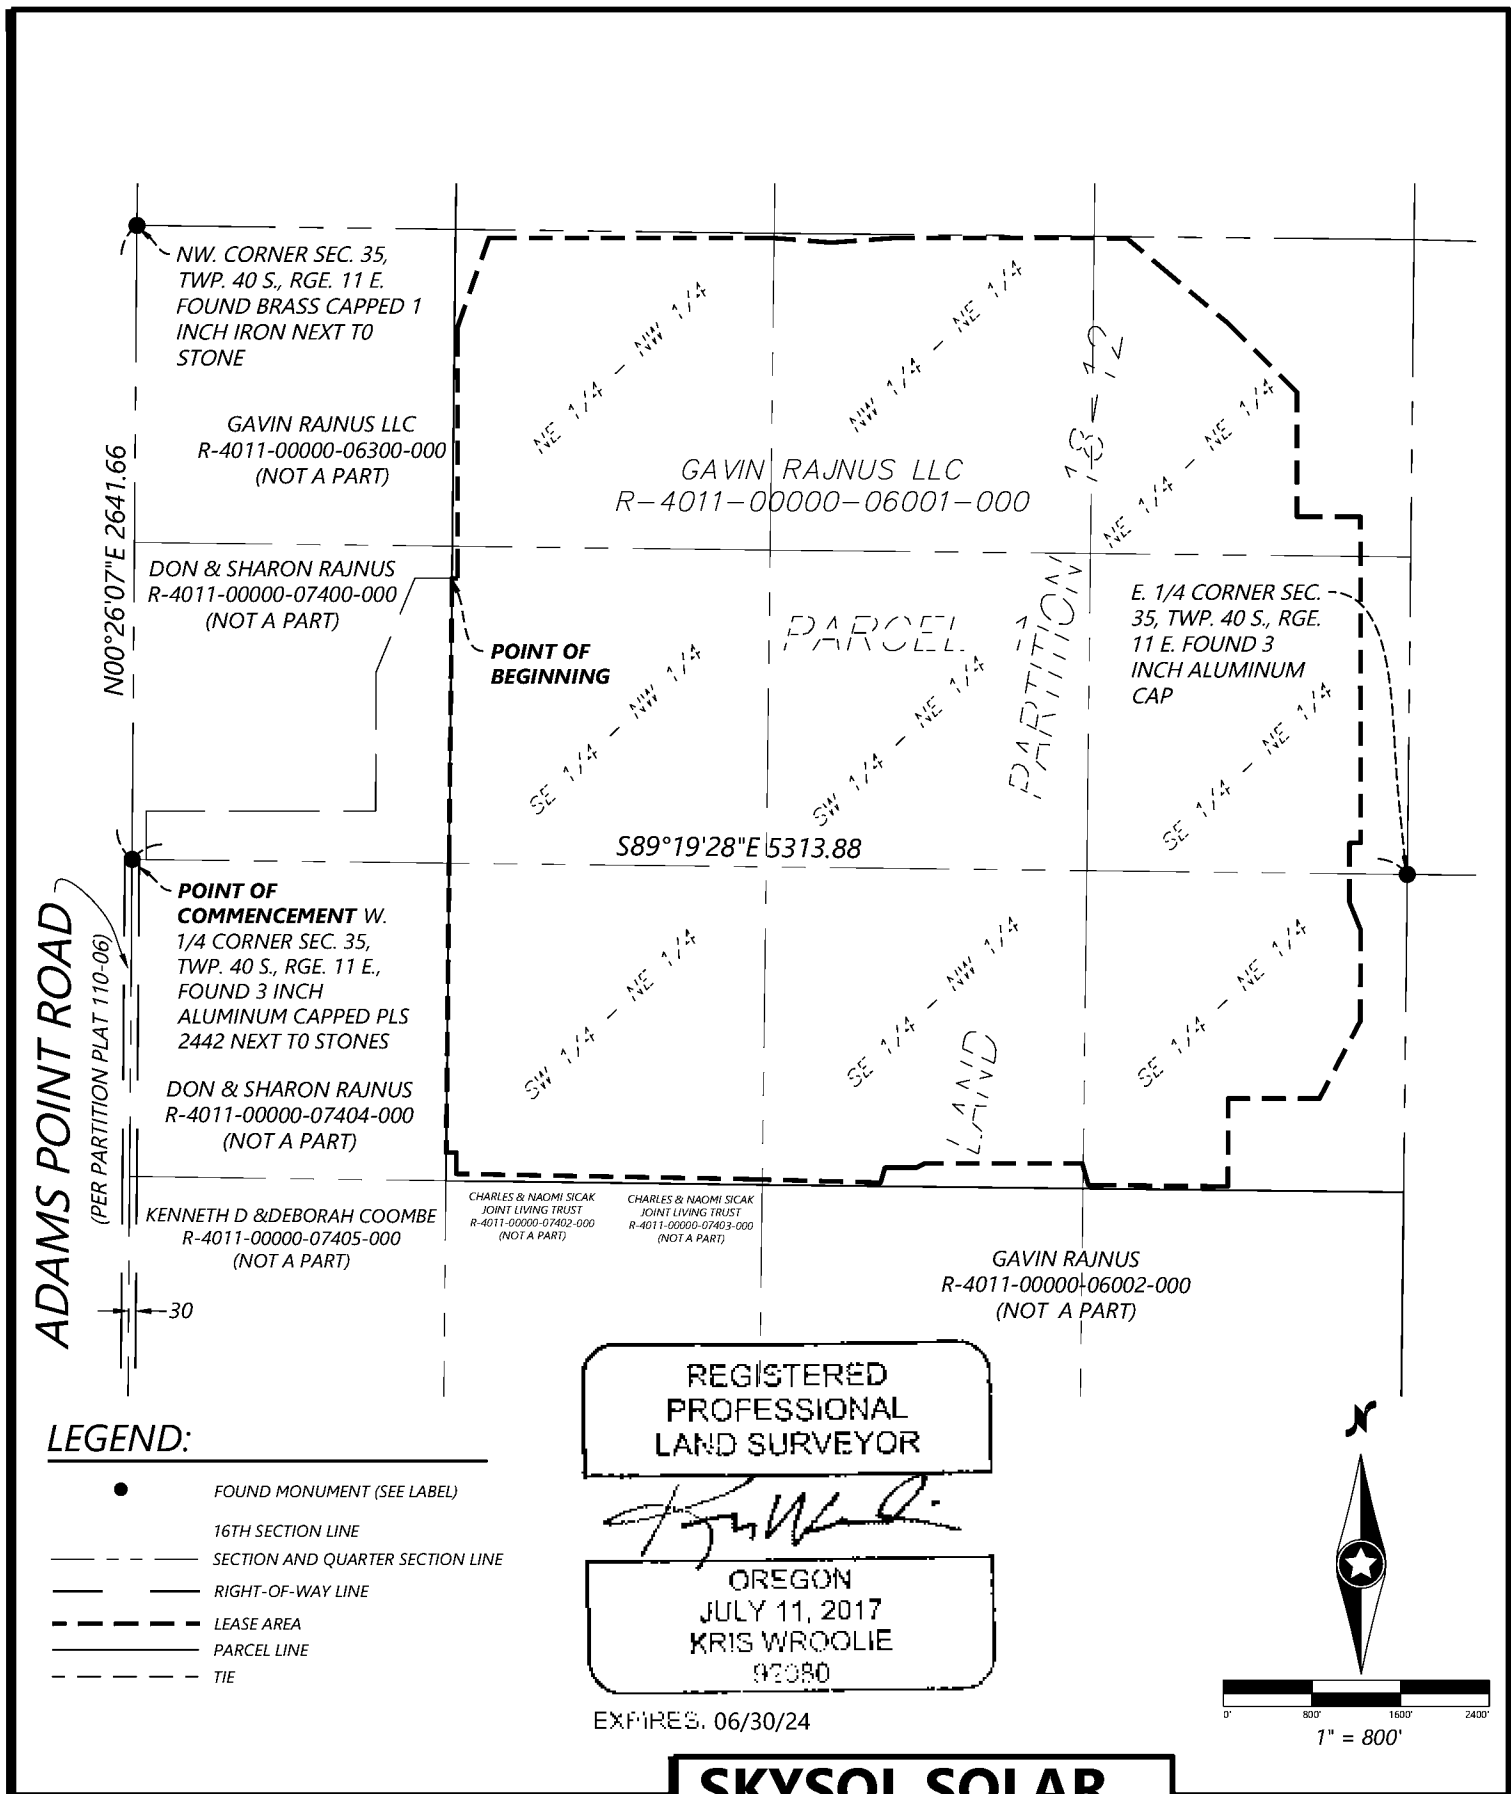 NW. CORNER SEC. 35,
TWP. 40 S., RGE. 11 E.
FOUND BRASS CAPPED 1
INCH IRON NEXT T0
STONE
NE 1/4 - NW 1/4
NW 1/4 - NE 1/4
NE 1/4 - NE 1/4
GAVIN RAJNUS LLC
R-4011-00000-06300-000
(NOT A PART)
GAVIN RAJNUS LLC
R-4011-00000-06001-000
N00°26'07"E 2641.66
DON & SHARON RAJNUS
R-4011-00000-07400-000
(NOT A PART)
POINT OF
BEGINNING
PARCEL 1
LAND PARTITION 18-12
E. 1/4 CORNER SEC.
35, TWP. 40 S., RGE.
11 E. FOUND 3
INCH ALUMINUM
CAP
SE 1/4 - NW 1/4
SW 1/4 - NE 1/4
SE 1/4 - NE 1/4
S89°19'28"E 5313.88
POINT OF
COMMENCEMENT W.
1/4 CORNER SEC. 35,
TWP. 40 S., RGE. 11 E.,
FOUND 3 INCH
ALUMINUM CAPPED PLS
2442 NEXT T0 STONES
ADAMS POINT ROAD
(PER PARTITION PLAT 110-06)
SW 1/4 - NE 1/4
SE 1/4 - NW 1/4
SE 1/4 - NE 1/4
DON & SHARON RAJNUS
R-4011-00000-07404-000
(NOT A PART)
KENNETH D &DEBORAH COOMBE
R-4011-00000-07405-000
(NOT A PART)
CHARLES & NAOMI SICAK
JOINT LIVING TRUST
R-4011-00000-07402-000
(NOT A PART)
CHARLES & NAOMI SICAK
JOINT LIVING TRUST
R-4011-00000-07403-000
(NOT A PART)
GAVIN RAJNUS
R-4011-00000-06002-000
(NOT A PART)
30
REGISTERED
PROFESSIONAL
LAND SURVEYOR
OREGON
JULY 11, 2017
KRIS WROOLIE
92080
EXPIRES. 06/30/24
LEGEND:
FOUND MONUMENT (SEE LABEL)
16TH SECTION LINE
SECTION AND QUARTER SECTION LINE
RIGHT-OF-WAY LINE
LEASE AREA
PARCEL LINE
TIE
N
0' 800' 1600' 2400'
1" = 800'
SKYSOL SOLAR